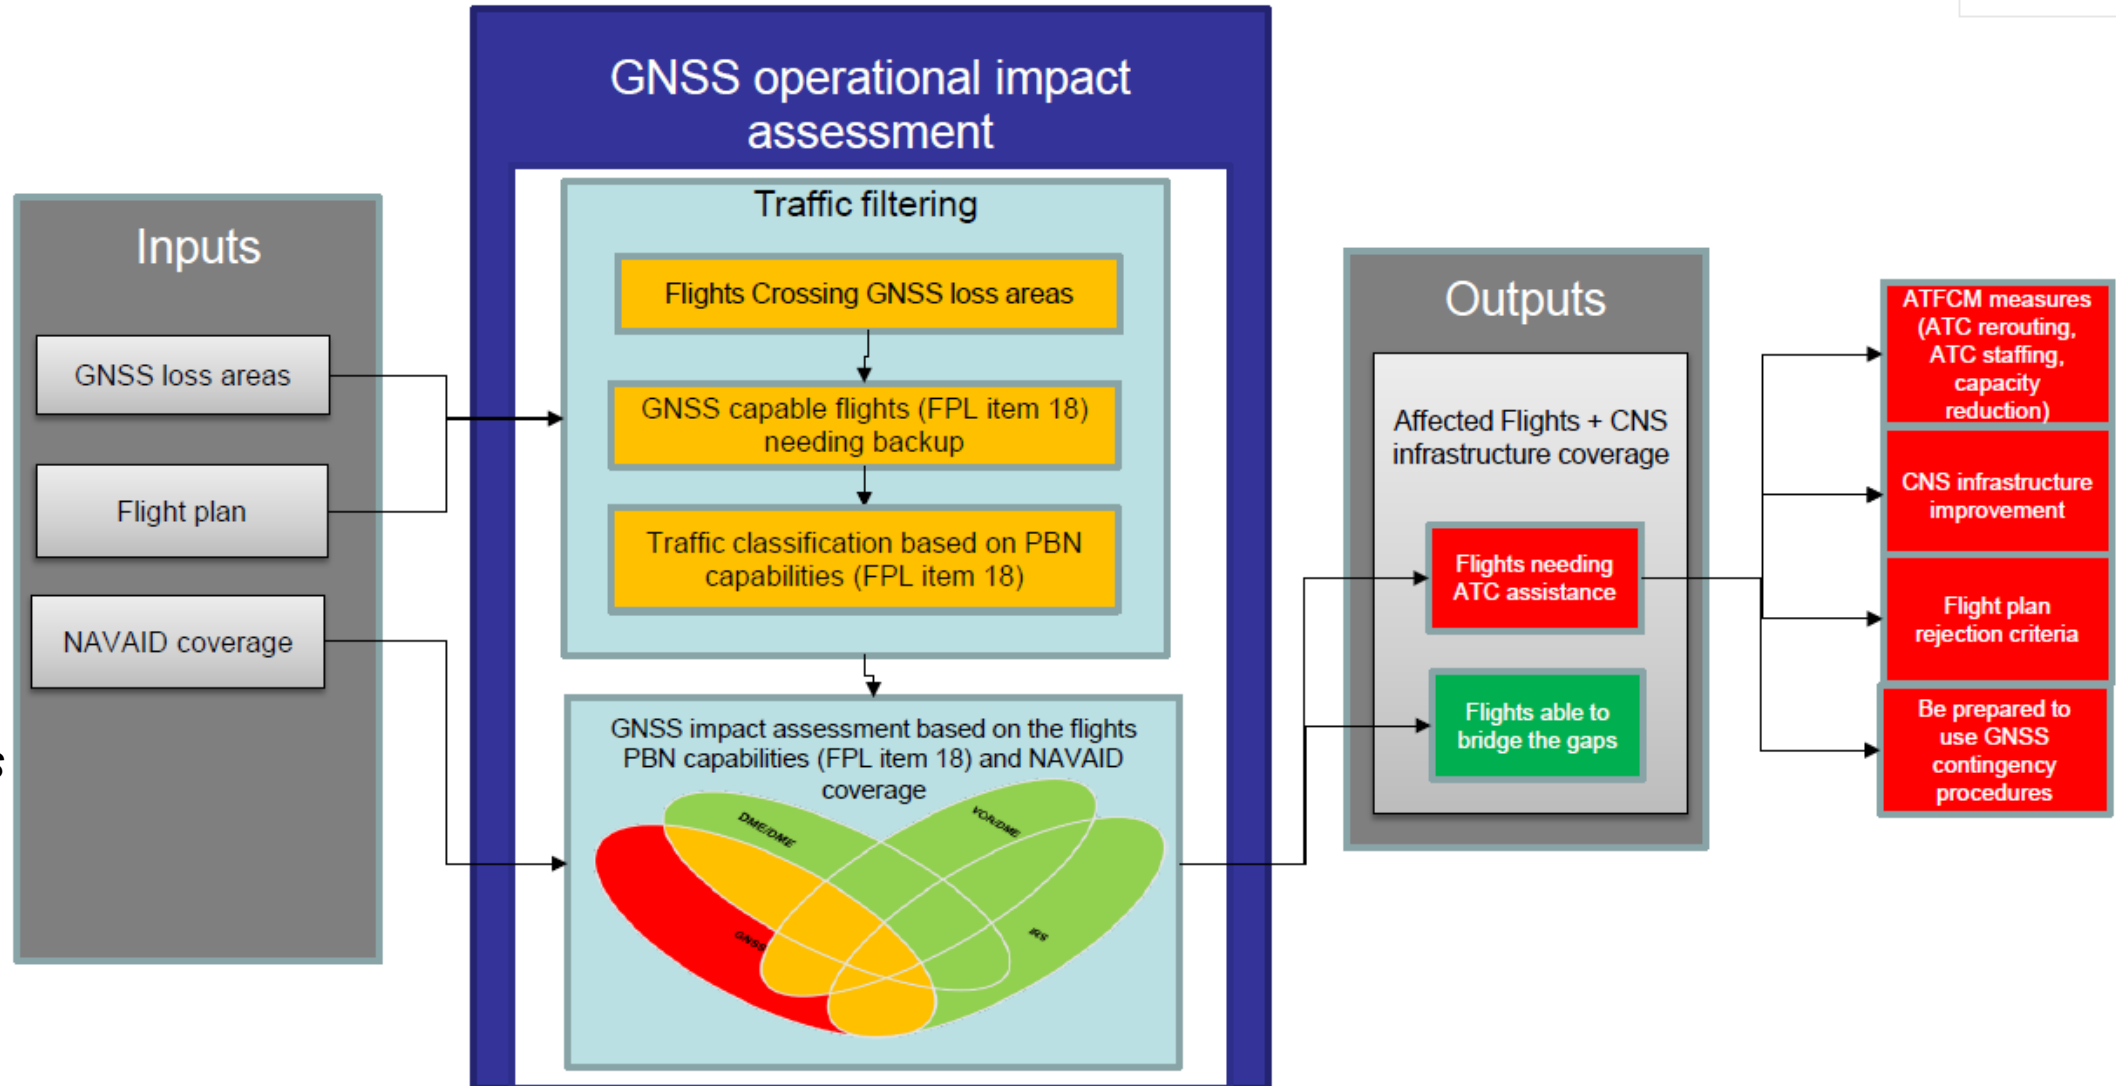 GNSS operational impact
assessment
Inputs
GNSS loss areas
Flight plan
NAVAID coverage
s
Traffic filtering
Flights Crossing GNSS loss areas
GNSS capable flights (FPL item 18)
needing backup
Traffic classification based on PBN
capabilities (FPL item 18)
GNSS impact assessment based on the flights
PBN capabilities (FPL item 18) and NAVAID
coverage
DME/DME
VOR/DME
GNSS
IRS
Outputs
Affected Flights + CNS
infrastructure coverage
Flights needing
ATC assistance
Flights able to
bridge the gaps
ATFCM measures
(ATC rerouting,
ATC staffing,
capacity
reduction)
CNS infrastructure
improvement
Flight plan
rejection criteria
Be prepared to
use GNSS
contingency
procedures